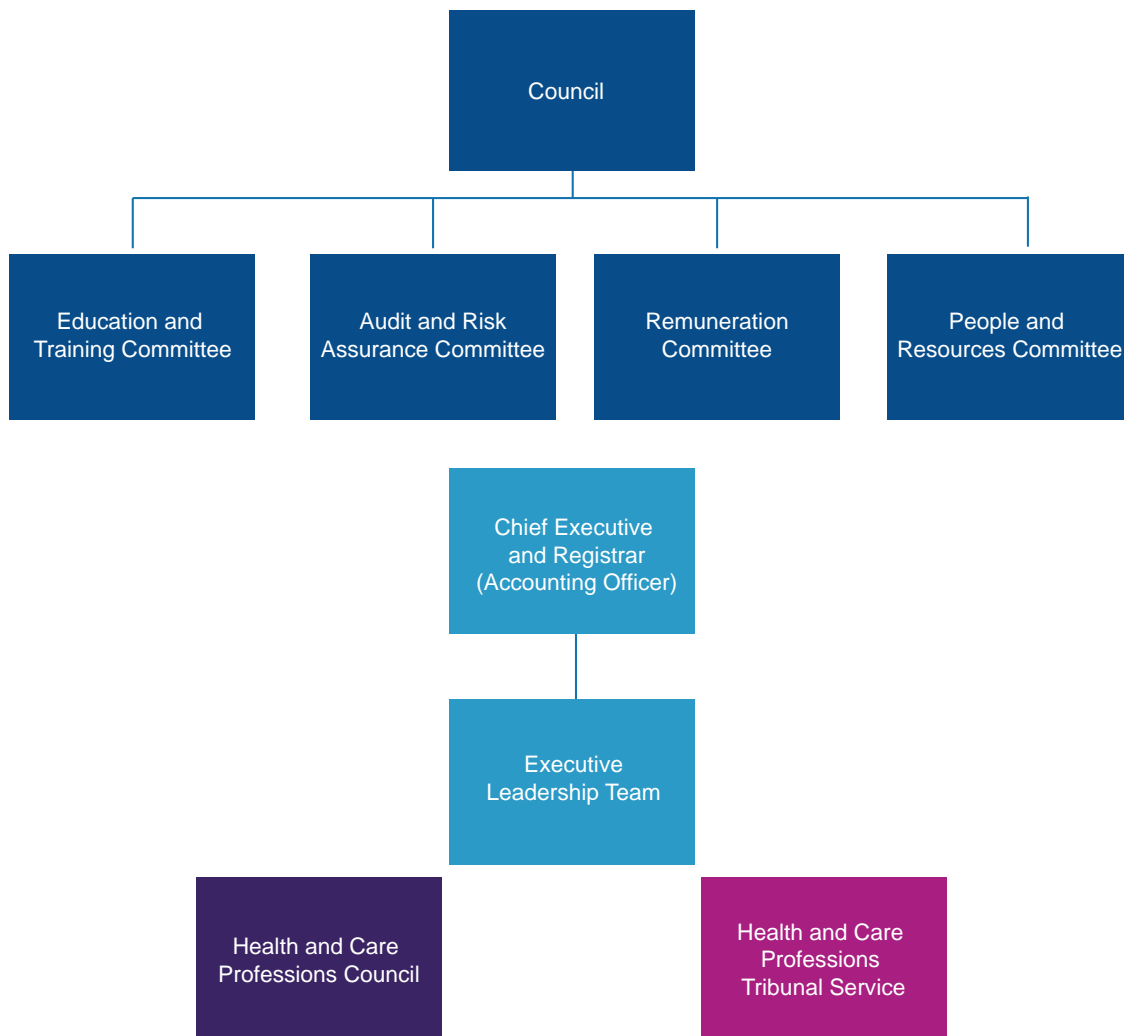 Council
Education and
Training Committee
Audit and Risk
Assurance Committee
Remuneration
Committee
People and
Resources Committee
Chief Executive
and Registrar
(Accounting Officer)
Executive
Leadership Team
Health and Care
Professions Council
Health and Care
Professions
Tribunal Service